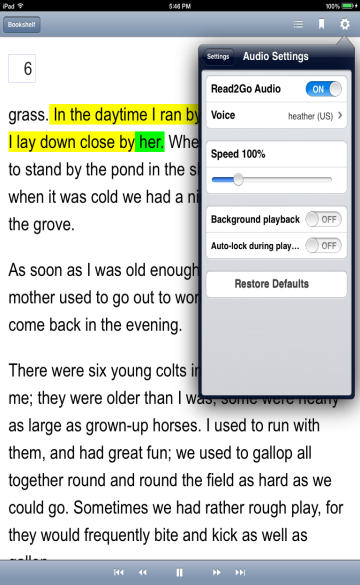 iPad 5:46 PM 100%
Bookshelf
Settings Audio Settings
Read2Go Audio ON
Voice heather (US) >
Speed 100%
Background playback OFF
Auto-lock during play... OFF
Restore Defaults
6
grass. In the daytime I ran by
I lay down close by her. Whe
to stand by the pond in the s
when it was cold we had a ni
the grove.
As soon as I was old enough
mother used to go out to wor
come back in the evening.
There were six young colts in
me; they were older than I was; some were nearly
as large as grown-up horses. I used to run with
them, and had great fun; we used to gallop all
together round and round the field as hard as we
could go. Sometimes we had rather rough play, for
they would frequently bite and kick as well as
gallop